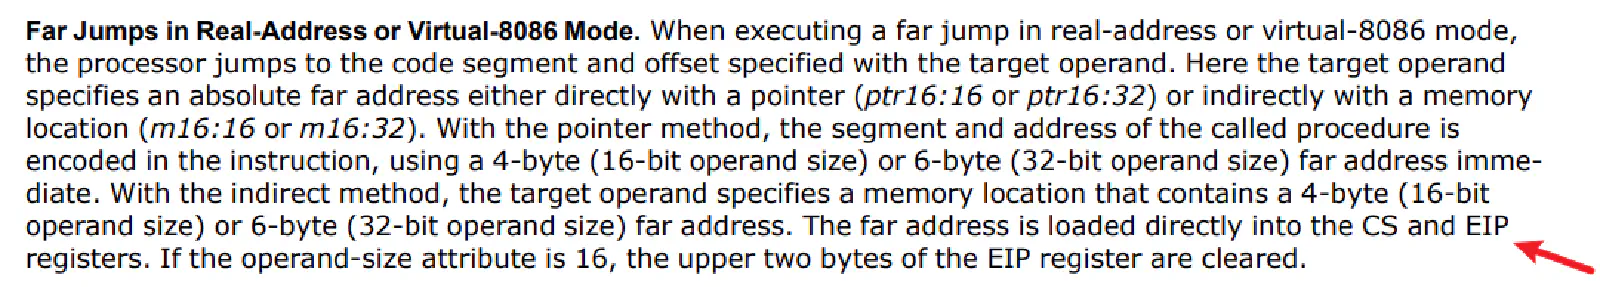 Far Jumps in Real-Address or Virtual-8086 Mode. When executing a far jump in real-address or virtual-8086 mode,
the processor jumps to the code segment and offset specified with the target operand. Here the target operand
specifies an absolute far address either directly with a pointer (ptr16:16 or ptr16:32) or indirectly with a memory
location (m16:16 or m16:32). With the pointer method, the segment and address of the called procedure is
encoded in the instruction, using a 4-byte (16-bit operand size) or 6-byte (32-bit operand size) far address imme-
diate. With the indirect method, the target operand specifies a memory location that contains a 4-byte (16-bit
operand size) or 6-byte (32-bit operand size) far address. The far address is loaded directly into the CS and EIP
registers. If the operand-size attribute is 16, the upper two bytes of the EIP register are cleared.